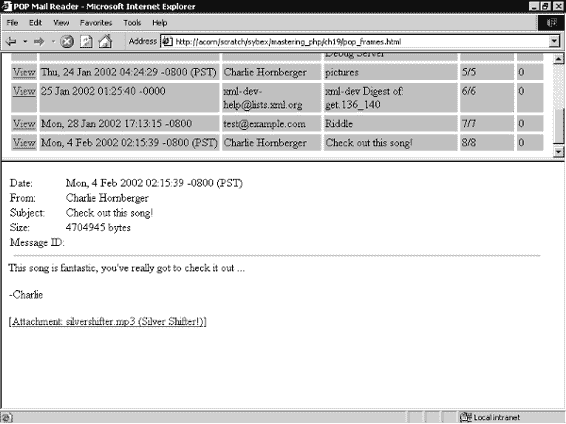 POP Mail Reader - Microsoft Internet Explorer
File Edit View Favorites Tools Help
Address http://acorn/scratch/sybex/mastering_php/ch19/pop_frames.html
Debug Server
View Thu, 24 Jan 2002 04:24:29 -0800 (PST) Charlie Hornberger pictures 5/5 0
View 25 Jan 2002 01:25:40 -0000 xml-dev- xml-dev Digest of: 6/6 0
help@lists.xml.org get.136_140
View Mon, 28 Jan 2002 17:13:15 -0800 test@example.com Riddle 7/7 0
View Mon, 4 Feb 2002 02:15:39 -0800 (PST) Charlie Hornberger Check out this song! 8/8 0
Date: Mon, 4 Feb 2002 02:15:39 -0800 (PST)
From: Charlie Hornberger
Subject: Check out this song!
Size: 4704945 bytes
Message ID:
This song is fantastic, you've really got to check it out ...
-Charlie
[Attachment: silvershifter.mp3 (Silver Shifter!)]
Local intranet